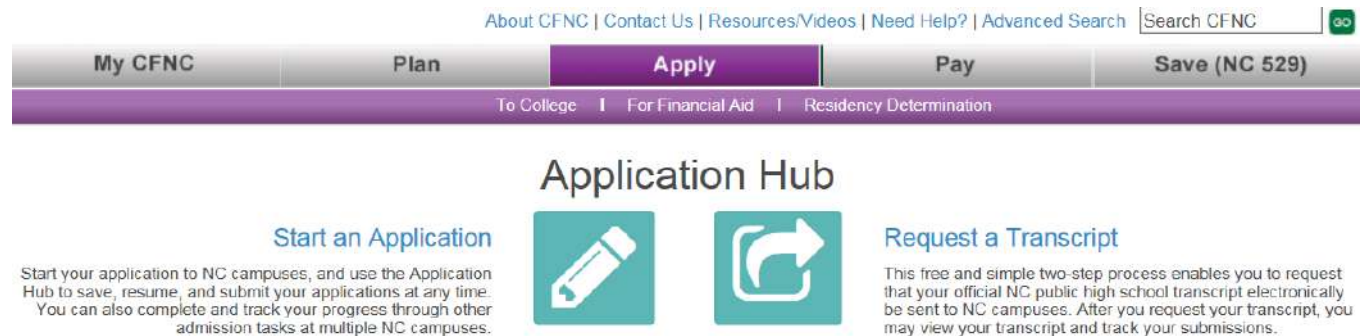 About CFNC | Contact Us | Resources/Videos | Need Help? | Advanced Search Search CFNC GO
My CFNC Plan Apply Pay Save (NC 529)
To College | For Financial Aid | Residency Determination
Application Hub
Start an Application
Start your application to NC campuses, and use the Application
Hub to save, resume, and submit your applications at any time.
You can also complete and track your progress through other
admission tasks at multiple NC campuses.
Request a Transcript
This free and simple two-step process enables you to request
that your official NC public high school transcript electronically
be sent to NC campuses. After you request your transcript, you
may view your transcript and track your submissions.